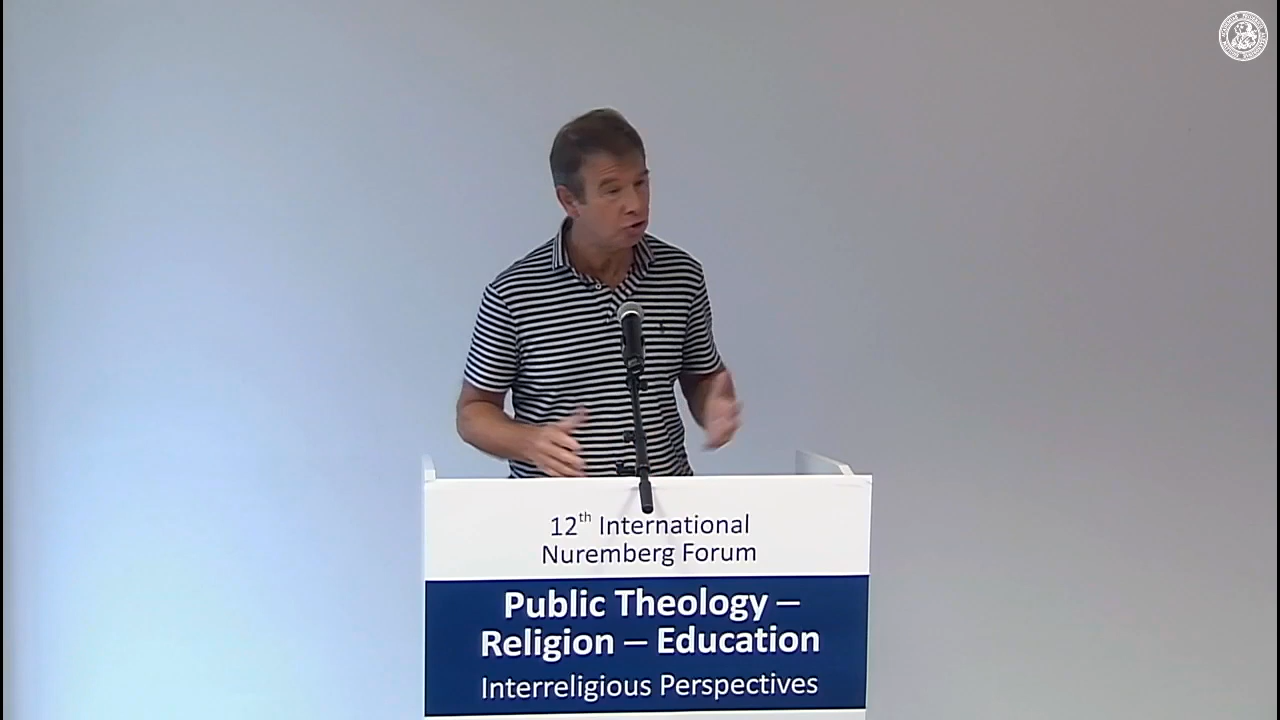 12th International
Nuremberg Forum
Public Theology –
Religion – Education
Interreligious Perspectives